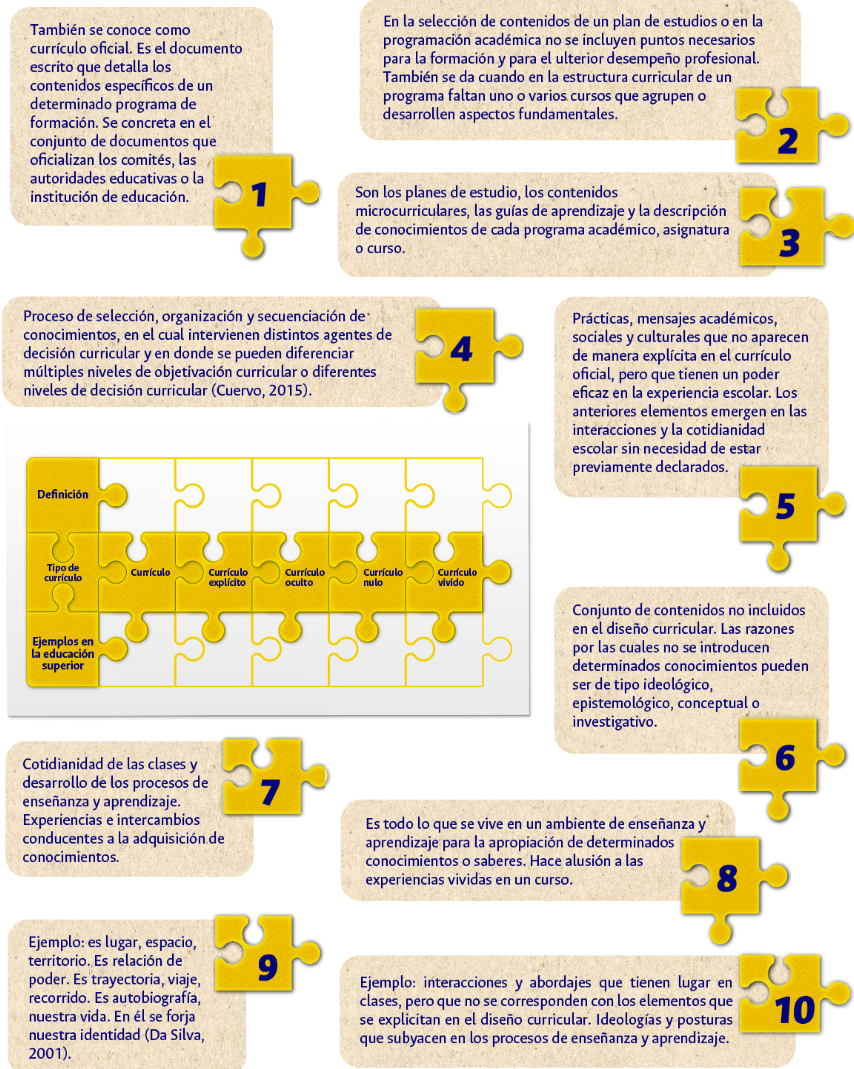 También se conoce como
currículo oficial. Es el documento
escrito que detalla los
contenidos específicos de un
determinado programa de
formación. Se concreta en el
conjunto de documentos que
oficializan los comités, las
autoridades educativas o la
institución de educación.
1
En la selección de contenidos de un plan de estudios o en la
programación académica no se incluyen puntos necesarios
para la formación y para el ulterior desempeño profesional.
También se da cuando en la estructura curricular de un
programa faltan uno o varios cursos que agrupen o
desarrollen aspectos fundamentales.
2
Son los planes de estudio, los contenidos
microcurriculares, las guías de aprendizaje y la descripción
de conocimientos de cada programa académico, asignatura
o curso.
3
Proceso de selección, organización y secuenciación de
conocimientos, en el cual intervienen distintos agentes de
decisión curricular y en donde se pueden diferenciar
múltiples niveles de objetivación curricular o diferentes
niveles de decisión curricular (Cuervo, 2015).
4
Prácticas, mensajes académicos,
sociales y culturales que no aparecen
de manera explícita en el currículo
oficial, pero que tienen un poder
eficaz en la experiencia escolar. Los
anteriores elementos emergen en las
interacciones y la cotidianidad
escolar sin necesidad de estar
previamente declarados.
5
Definición
Tipo de
currículo
Currículo
Currículo
explícito
Currículo
oculto
Currículo
nulo
Currículo
vivido
Ejemplos en
la educación
superior
Conjunto de contenidos no incluidos
en el diseño curricular. Las razones
por las cuales no se introducen
determinados conocimientos pueden
ser de tipo ideológico,
epistemológico, conceptual o
investigativo.
6
Cotidianidad de las clases y
desarrollo de los procesos de
enseñanza y aprendizaje.
Experiencias e intercambios
conducentes a la adquisición de
conocimientos.
7
Es todo lo que se vive en un ambiente de enseñanza y
aprendizaje para la apropiación de determinados
conocimientos o saberes. Hace alusión a las
experiencias vividas en un curso.
8
Ejemplo: es lugar, espacio,
territorio. Es relación de
poder. Es trayectoria, viaje,
recorrido. Es autobiografía,
nuestra vida. En él se forja
nuestra identidad (Da Silva,
2001).
9
Ejemplo: interacciones y abordajes que tienen lugar en
clases, pero que no se corresponden con los elementos que
se explicitan en el diseño curricular. Ideologías y posturas
que subyacen en los procesos de enseñanza y aprendizaje.
10